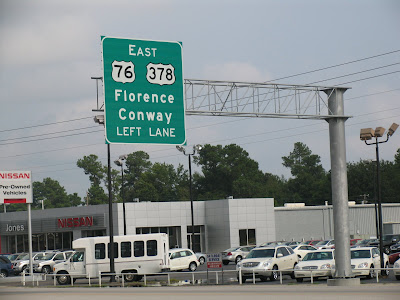 EAST
76 378
Florence
Conway
LEFT LANE
NISSAN
Pre-Owned
Vehicles
Jones
NISSAN